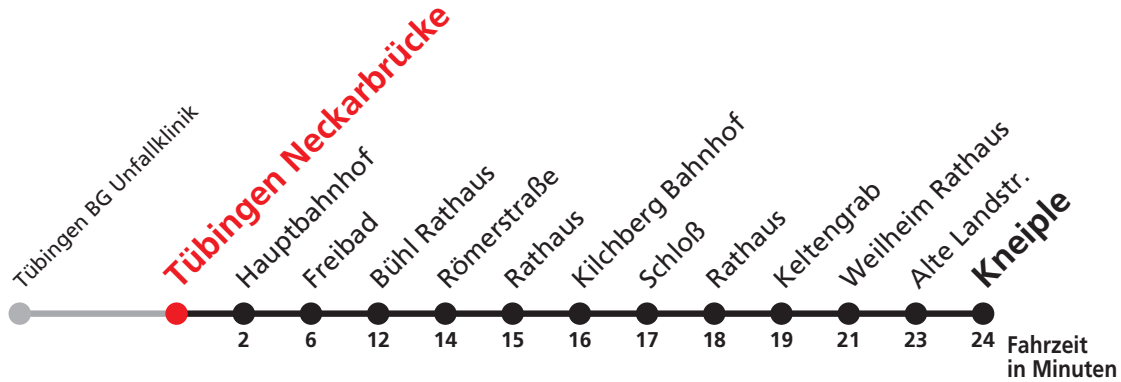 Tübingen BG Unfallklinik
Tübingen Neckarbrücke
Hauptbahnhof
Freibad
Bühl Rathaus
Römerstraße
Rathaus
Kilchberg Bahnhof
Schloß
Rathaus
Keltengrab
Weilheim Rathaus
Alte Landstr.
Kneiple
2 6 12 14 15 16 17 18 19 21 23 24
Fahrzeit
in Minuten